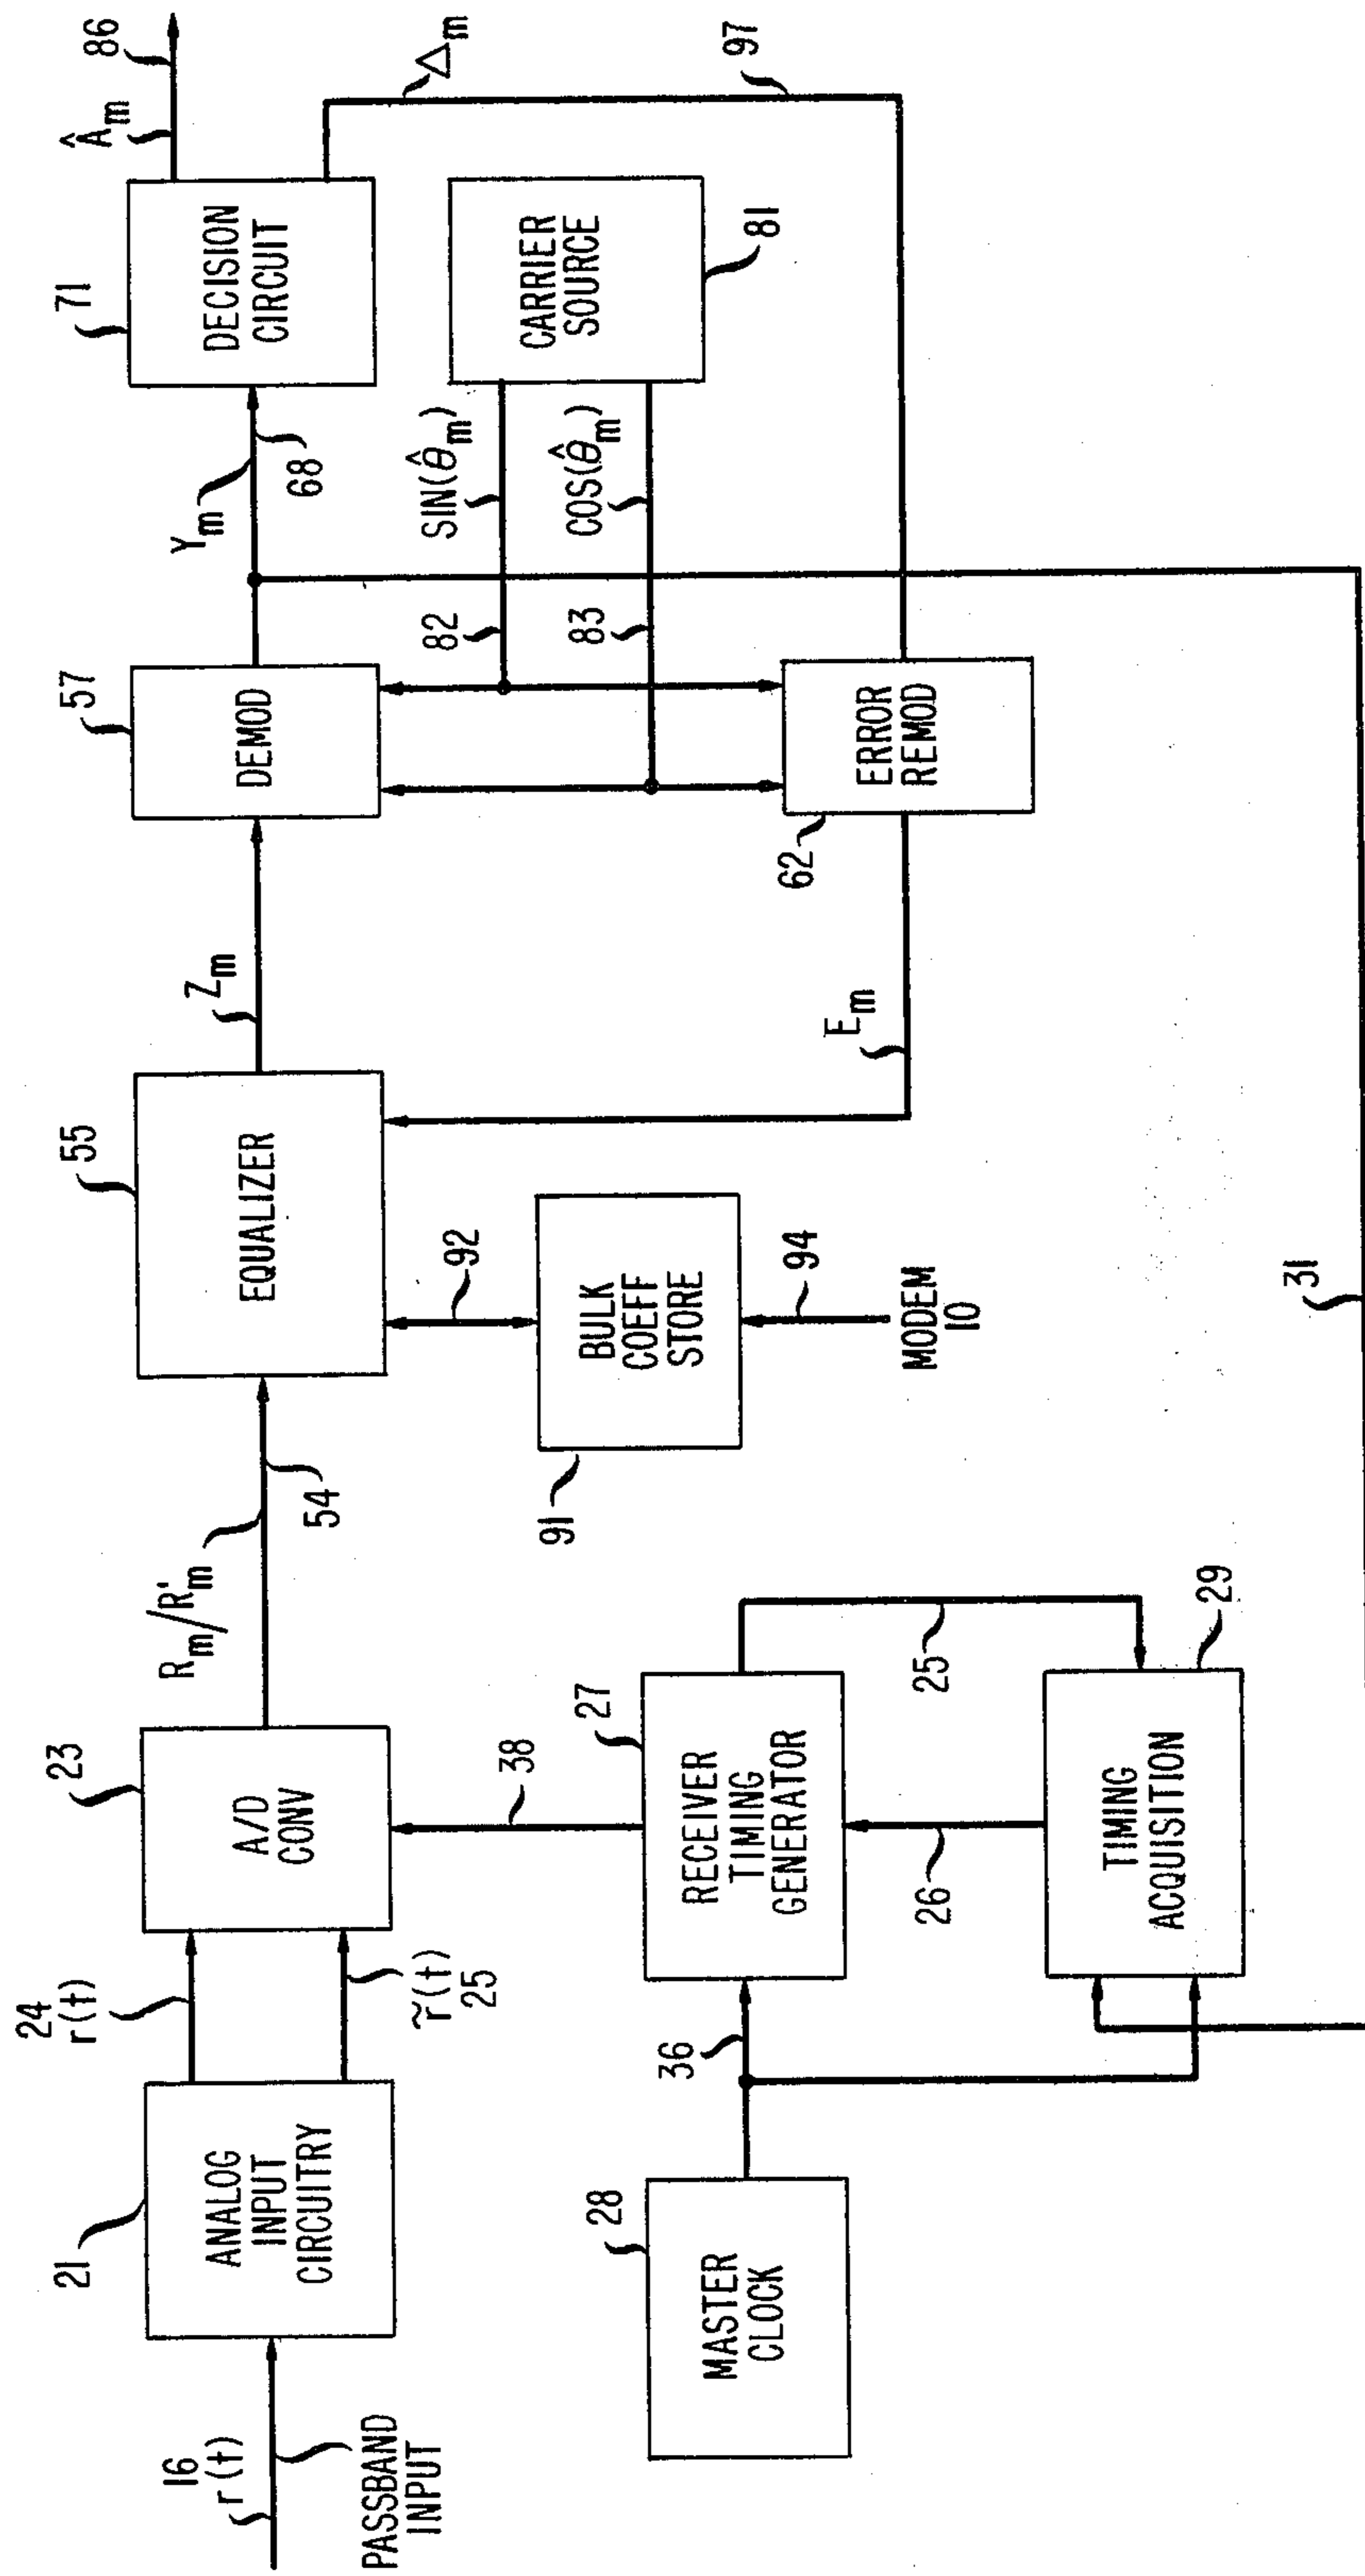 16
r(t)
PASSBAND
INPUT
21
ANALOG
INPUT
CIRCUITRY
24
r(t)
r̃(t)
25
23
A/D
CONV
Rm/R'm
54
55
EQUALIZER
Zm
57
DEMOD
Ym
68
71
DECISION
CIRCUIT
Âm
86
Δm
97
28
MASTER
CLOCK
36
27
RECEIVER
TIMING
GENERATOR
38
26
25
29
TIMING
ACQUISITION
91
BULK
COEFF
STORE
92
94
MODEM
10
Em
62
ERROR
REMOD
82
SIN(θ̂m)
83
COS(θ̂m)
CARRIER
SOURCE
81
31